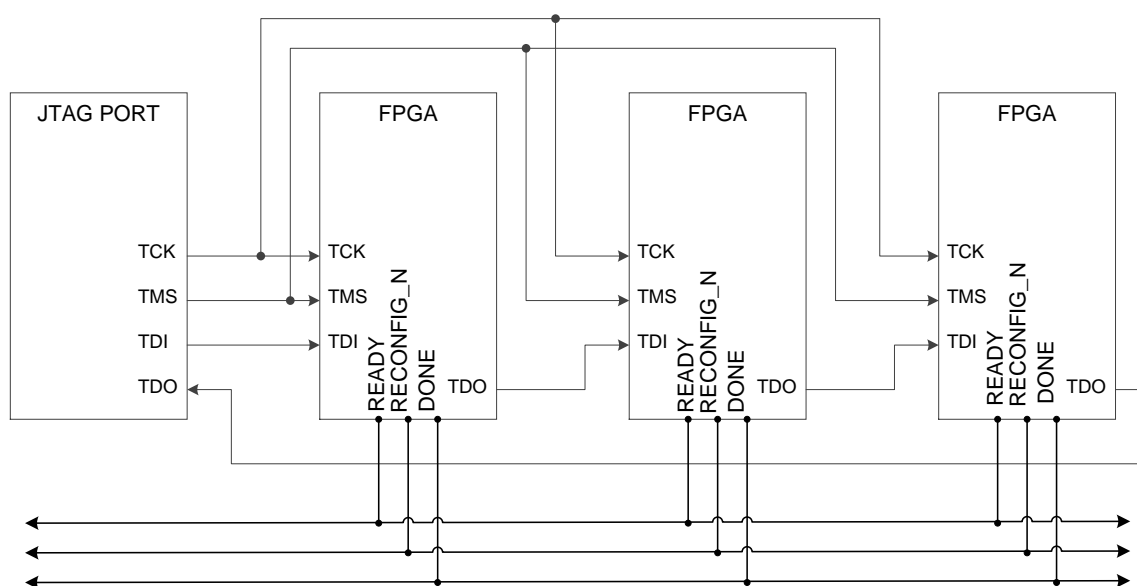 JTAG PORT FPGA FPGA FPGA
TCK TCK TCK TCK
TMS TMS TMS TMS
TDI TDI TDI TDI
TDO TDO TDO TDO
READY RECONFIG_N DONE READY RECONFIG_N DONE READY RECONFIG_N DONE